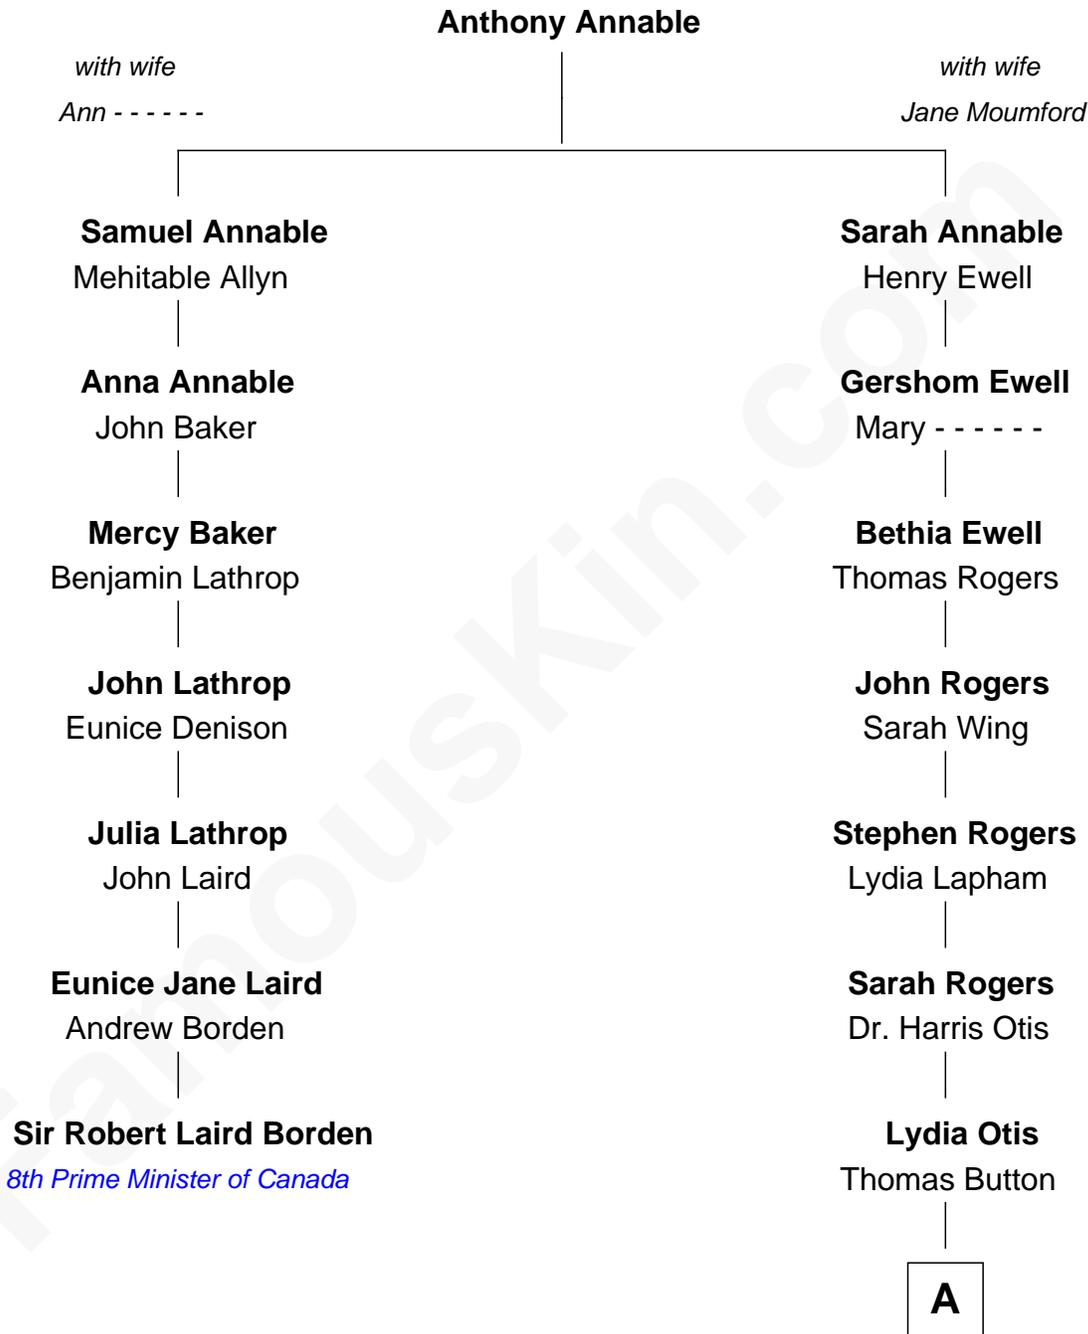 Anthony Annable
with wife
Ann - - - - - -
with wife
Jane Moumford
Samuel Annable
Mehitable Allyn
Sarah Annable
Henry Ewell
Anna Annable
John Baker
Gershom Ewell
Mary - - - - - -
Mercy Baker
Benjamin Lathrop
Bethia Ewell
Thomas Rogers
John Lathrop
Eunice Denison
John Rogers
Sarah Wing
Julia Lathrop
John Laird
Stephen Rogers
Lydia Lapham
Eunice Jane Laird
Andrew Borden
Sarah Rogers
Dr. Harris Otis
Sir Robert Laird Borden
8th Prime Minister of Canada
Lydia Otis
Thomas Button
A
FamousKin.com